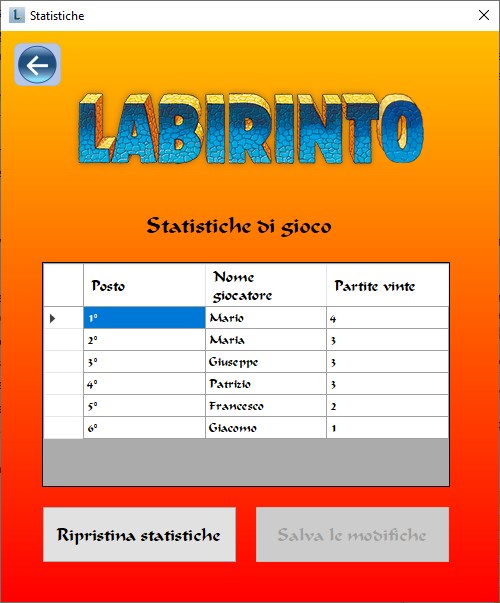 L Statistiche
LABIRINTO
Statistiche di gioco
Posto Nome giocatore Partite vinte
1° Mario 4
2° Maria 3
3° Giuseppe 3
4° Patrizio 3
5° Francesco 2
6° Giacomo 1
Ripristina statistiche Salva le modifiche